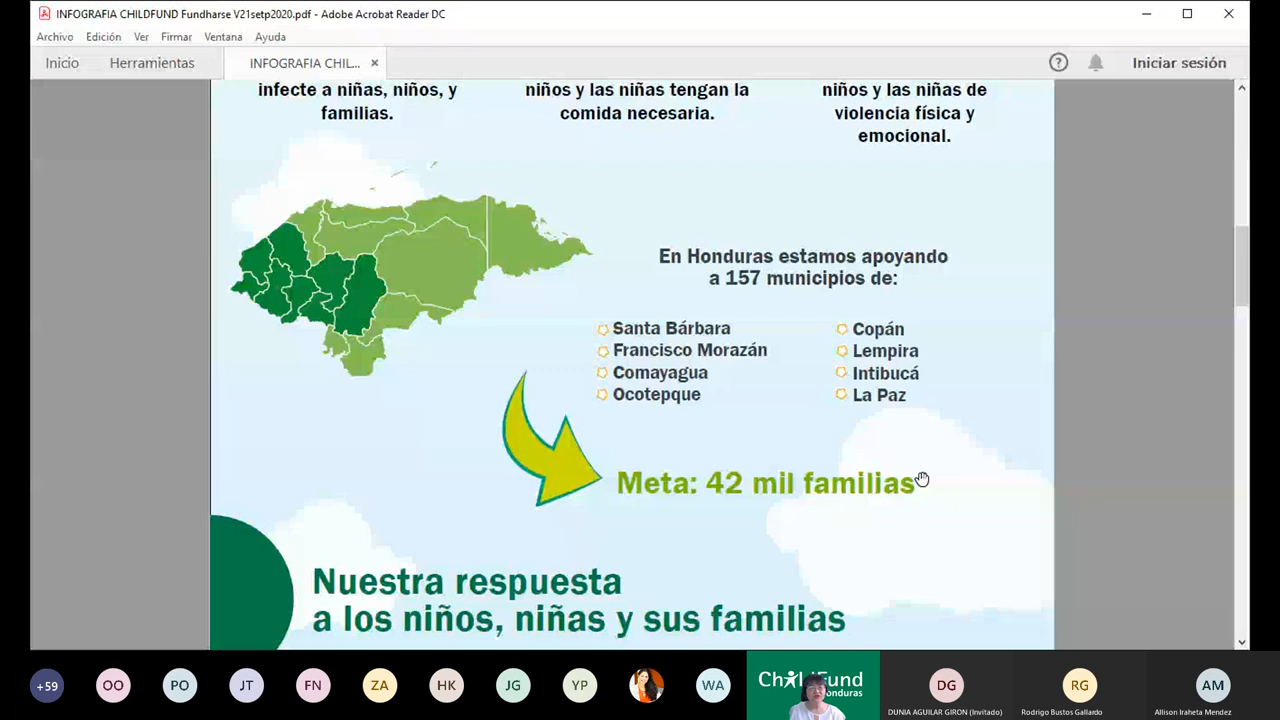 INFOGRAFIA CHILDFUND Fundharse V21setp2020.pdf - Adobe Acrobat Reader DC
Archivo Edición Ver Firmar Ventana Ayuda
Inicio Herramientas INFOGRAFIA CHIL... × Iniciar sesión
infecte a niñas, niños, y
familias.
niños y las niñas tengan la
comida necesaria.
niños y las niñas de
violencia física y
emocional.
En Honduras estamos apoyando
a 157 municipios de:
Santa Bárbara
Francisco Morazán
Comayagua
Ocotepque
Copán
Lempira
Intibucá
La Paz
Meta: 42 mil familias
Nuestra respuesta
a los niños, niñas y sus familias
+59 OO PO JT FN ZA HK JG YP WA
ChildFund
Honduras
DG
DUNIA AGUILAR GIRON (Invitado)
RG
Rodrigo Bustos Gallardo
AM
Allison Iraheta Mendez